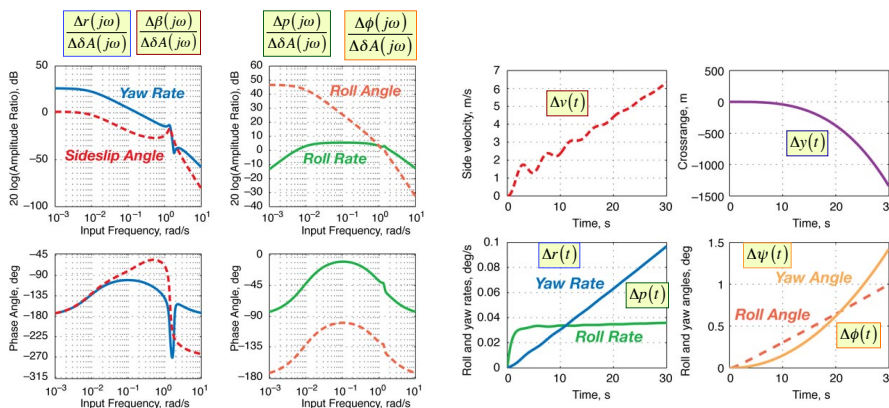 Δr(jω)
ΔδA(jω)
Δβ(jω)
ΔδA(jω)
Δp(jω)
ΔδA(jω)
Δϕ(jω)
ΔδA(jω)
20 log(Amplitude Ratio), dB
50
0
−50
−100
Yaw Rate
Sideslip Angle
10⁻³ 10⁻² 10⁻¹ 10⁰ 10¹
Input Frequency, rad/s
20 log(Amplitude Ratio), dB
60
50
40
30
20
10
0
−10
−20
−30
−40
Roll Angle
Roll Rate
10⁻³ 10⁻² 10⁻¹ 10⁰ 10¹
Input Frequency, rad/s
Phase Angle, deg
−45
−90
−135
−180
−225
−270
−315
10⁻³ 10⁻² 10⁻¹ 10⁰ 10¹
Input Frequency, rad/s
Phase Angle, deg
0
−90
−180
10⁻³ 10⁻² 10⁻¹ 10⁰ 10¹
Input Frequency, rad/s
Side velocity, m/s
7
6
5
4
3
2
1
0
Δv(t)
0 10 20 30
Time, s
Crossrange, m
500
0
−500
−1000
−1500
Δy(t)
0 10 20 30
Time, s
Roll and yaw rates, deg/s
0.1
0.08
0.06
0.04
0.02
0
Δr(t)
Yaw Rate
Δp(t)
Roll Rate
0 10 20 30
Time, s
Roll and yaw angles, deg
1.5
1
0.5
0
Δψ(t)
Yaw Angle
Roll Angle
Δϕ(t)
0 10 20 30
Time, s